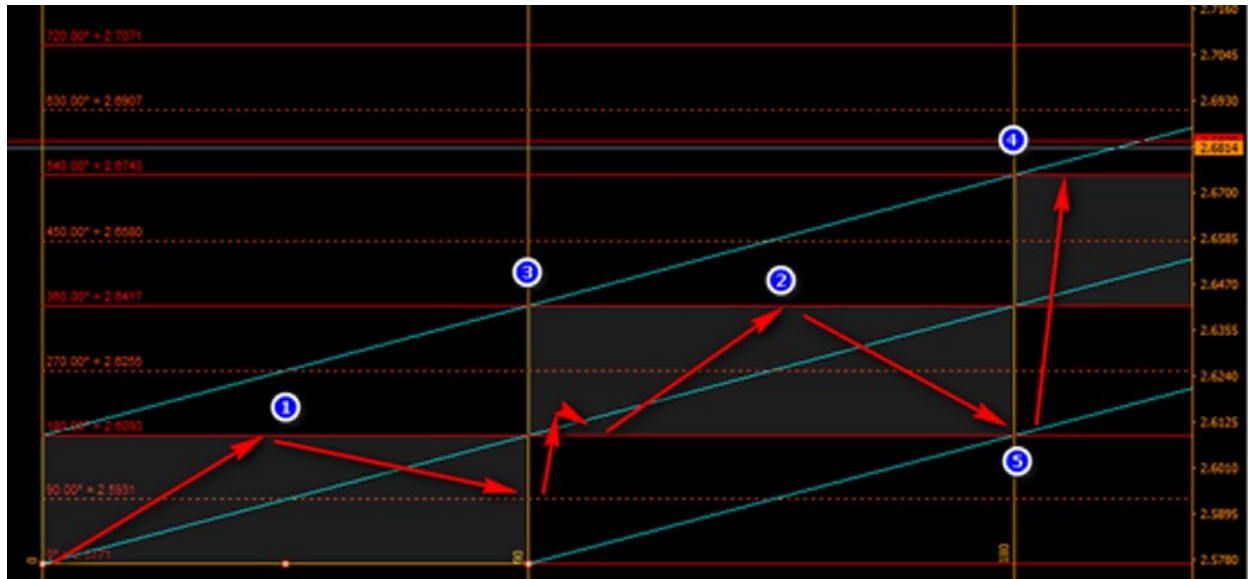 2.7160
720.00° = 2.7071
2.7045
630.00° = 2.6907
2.6930
4
2.6814
540.00° = 2.6743
2.6700
450.00° = 2.6580
2.6585
3
2
2.6470
360.00° = 2.6417
2.6355
270.00° = 2.6255
2.6240
1
180.00° = 2.6093
2.6125
5
2.6010
90.00° = 2.5931
2.5895
0° = 2.5771
2.5780
0
90
180